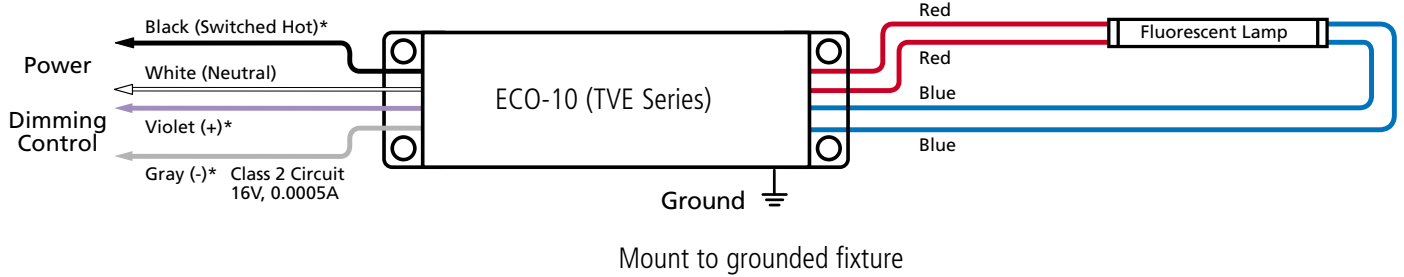 Black (Switched Hot)*
Power
White (Neutral)
Dimming
Control
Violet (+)*
Gray (-)* Class 2 Circuit
16V, 0.0005A
ECO-10 (TVE Series)
Ground
Red
Red
Blue
Blue
Fluorescent Lamp
Mount to grounded fixture